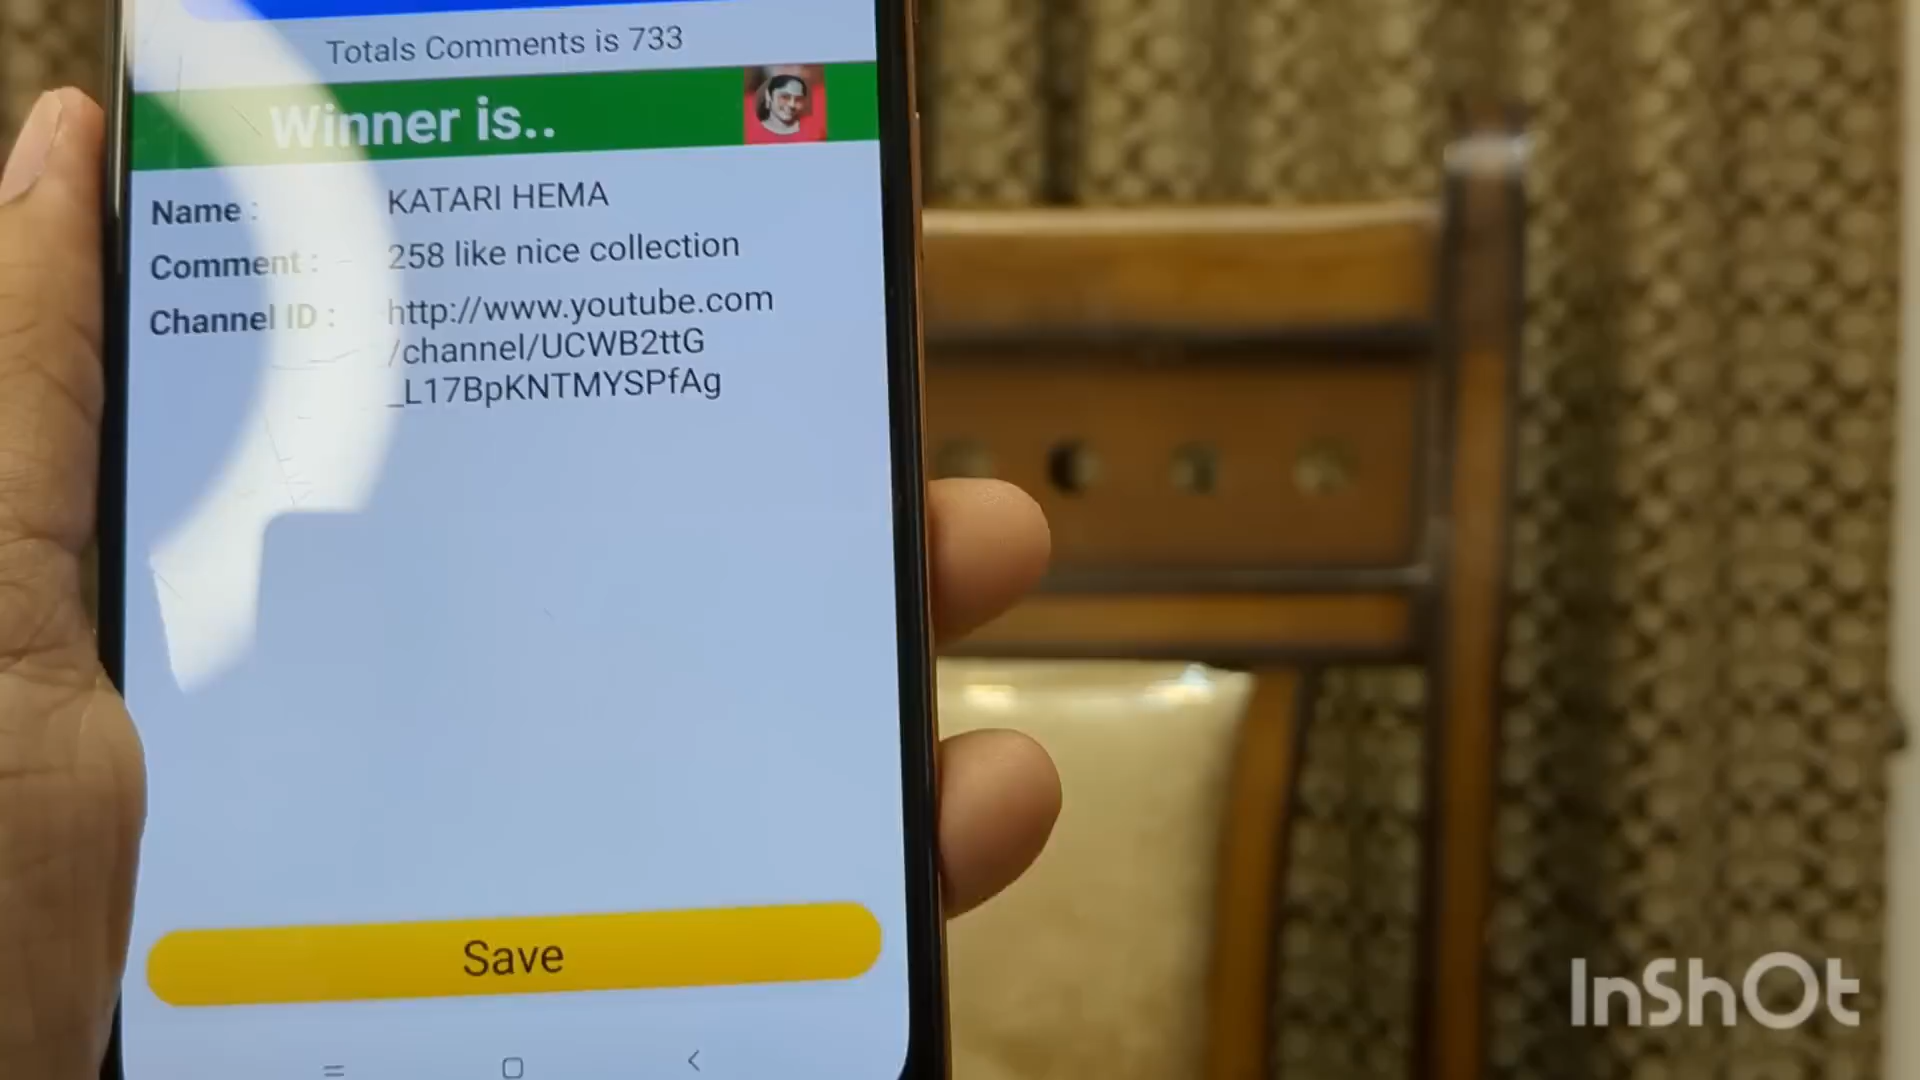 Totals Comments is 733
Winner is..
Name : KATARI HEMA
Comment : 258 like nice collection
Channel ID : http://www.youtube.com
/channel/UCWB2ttG
_L17BpKNTMYSPfAg
Save
InShOt